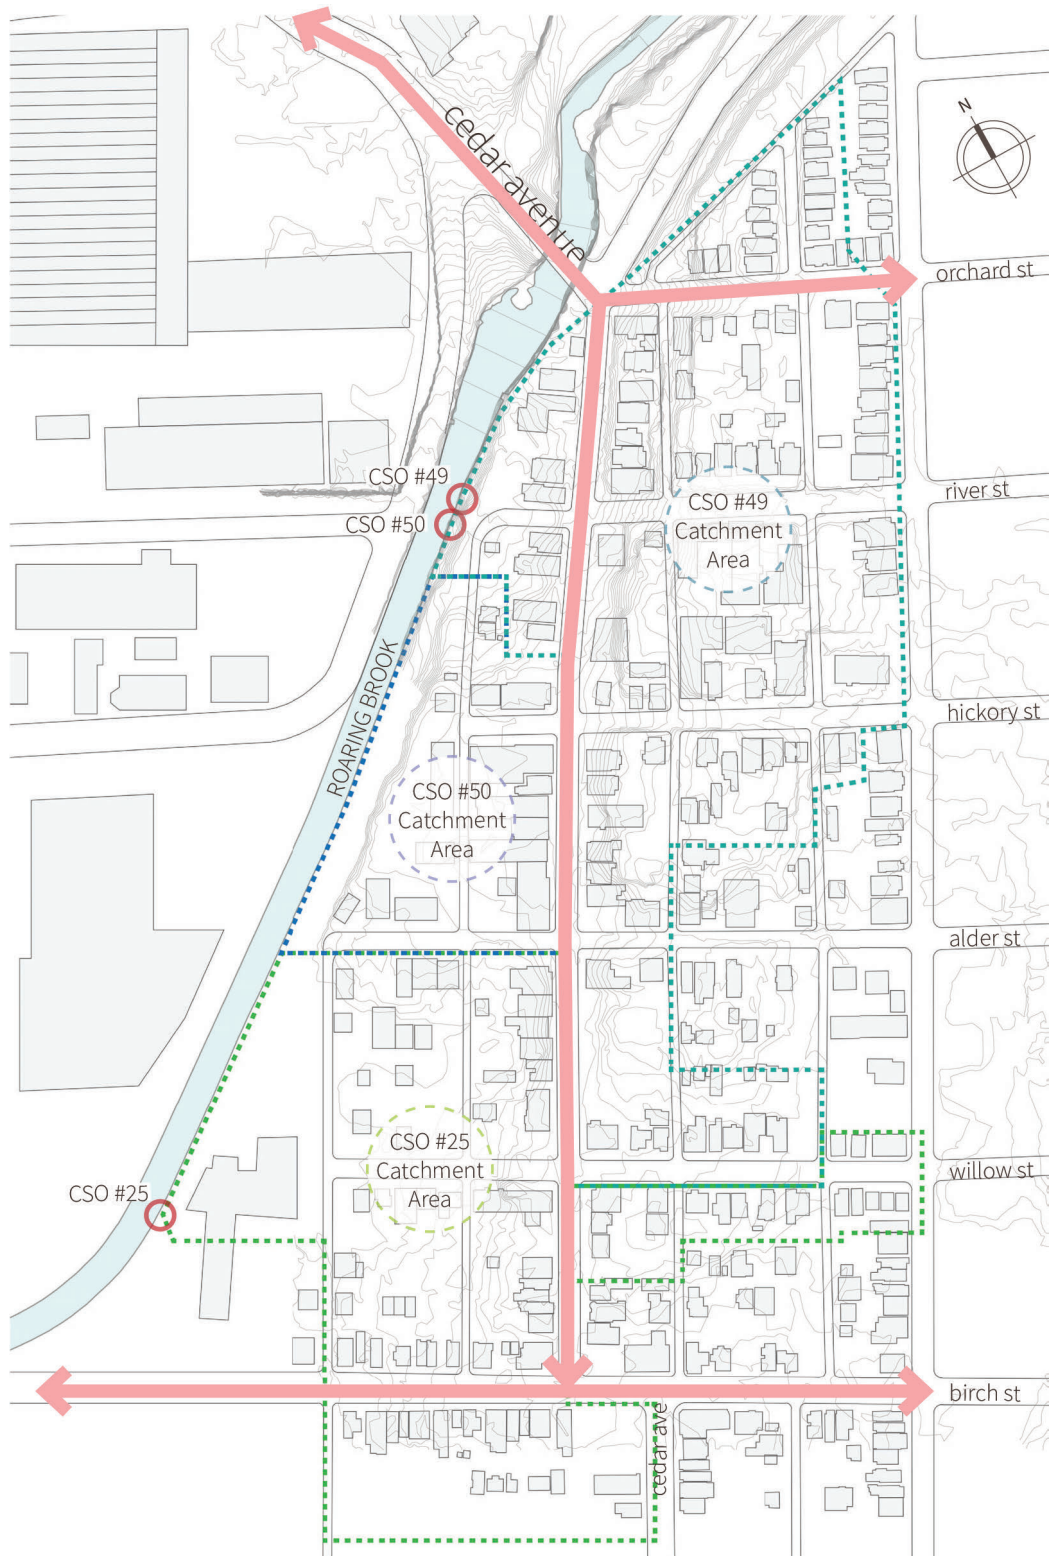 N
cedar avenue
orchard st
CSO #49
river st
CSO #49
Catchment
Area
CSO #50
ROARING BROOK
hickory st
CSO #50
Catchment
Area
alder st
CSO #25
Catchment
Area
willow st
CSO #25
birch st
cedar ave